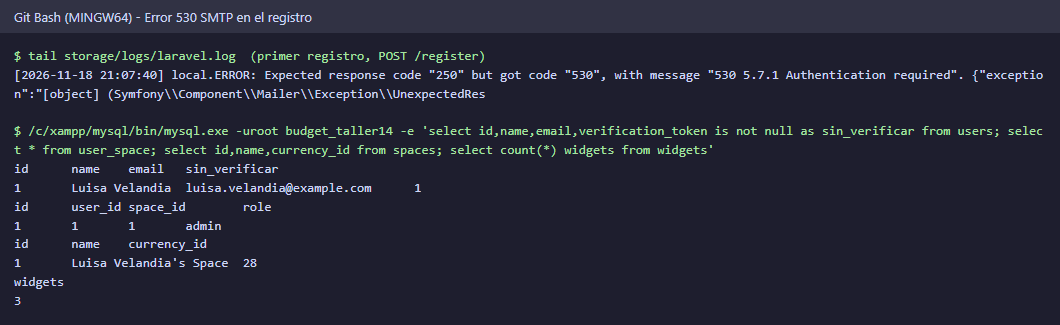 Git Bash (MINGW64) - Error 530 SMTP en el registro
$ tail storage/logs/laravel.log  (primer registro, POST /register)
[2026-11-18 21:07:40] local.ERROR: Expected response code "250" but got code "530", with message "530 5.7.1 Authentication required". {"exceptio
n":"[object] (Symfony\\Component\\Mailer\\Exception\\UnexpectedRes
$ /c/xampp/mysql/bin/mysql.exe -uroot budget_taller14 -e 'select id,name,email,verification_token is not null as sin_verificar from users; selec
t * from user_space; select id,name,currency_id from spaces; select count(*) widgets from widgets'
id      name    email   sin_verificar
1       Luisa Velandia  luisa.velandia@example.com      1
id      user_id space_id        role
1       1       1       admin
id      name    currency_id
1       Luisa Velandia's Space  28
widgets
3